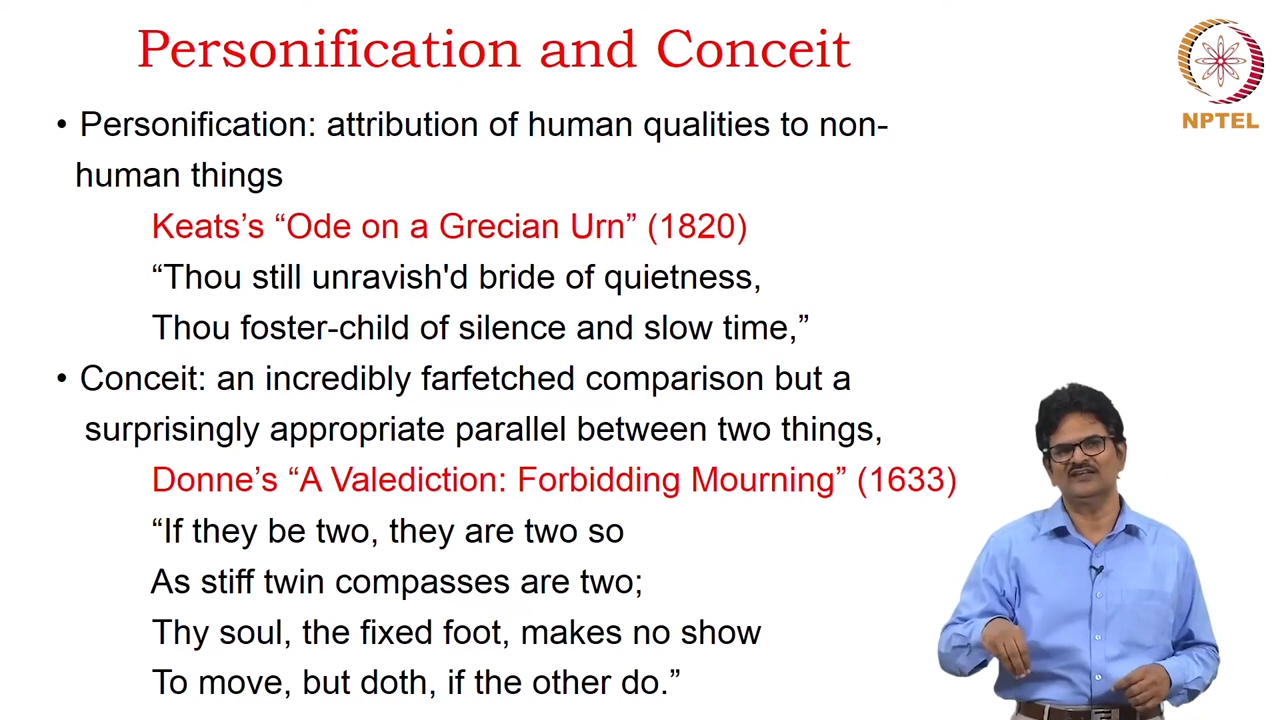 Personification and Conceit
NPTEL
• Personification: attribution of human qualities to non-
human things
Keats’s “Ode on a Grecian Urn” (1820)
“Thou still unravish'd bride of quietness,
Thou foster-child of silence and slow time,”
• Conceit: an incredibly farfetched comparison but a
surprisingly appropriate parallel between two things,
Donne’s “A Valediction: Forbidding Mourning” (1633)
“If they be two, they are two so
As stiff twin compasses are two;
Thy soul, the fixed foot, makes no show
To move, but doth, if the other do.”